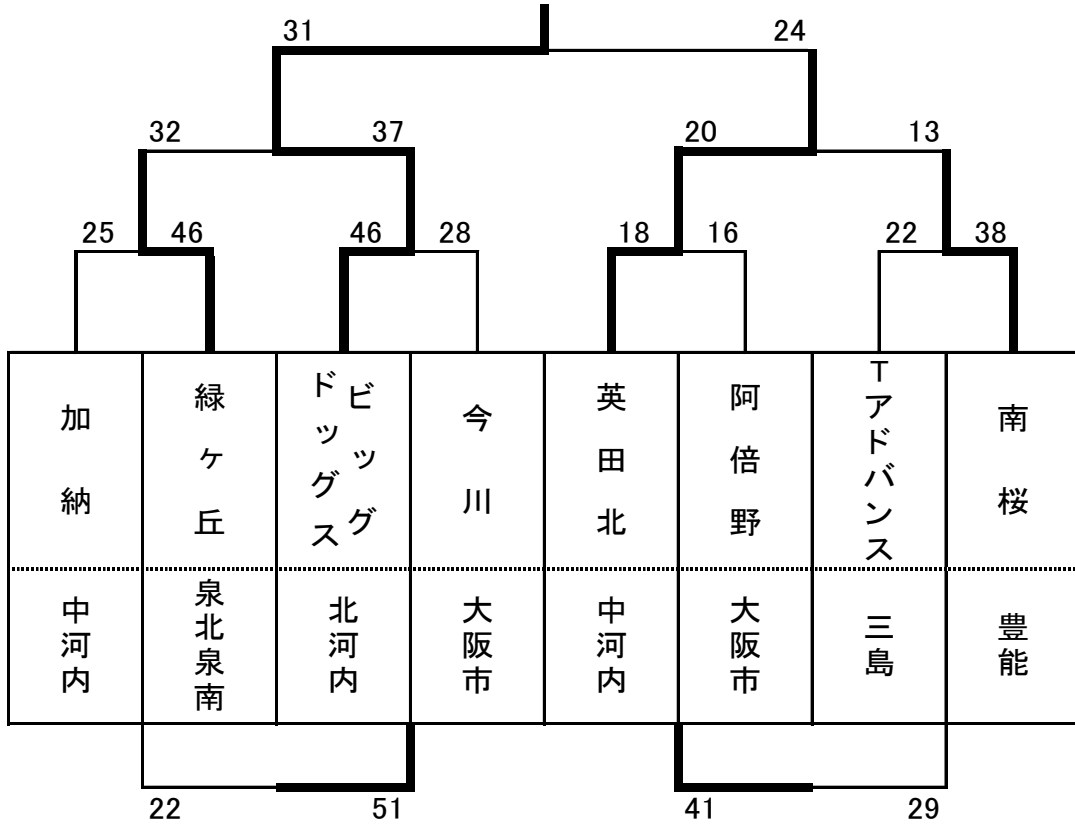 31 24
32 37 20 13
25 46 46 28 18 16 22 38
加納
緑ヶ丘
ビッグ
ドッグス
今川
英田北
阿倍野
Tアドバンス
南桜
中河内
泉北泉南
北河内
大阪市
中河内
大阪市
三島
豊能
22 51 41 29